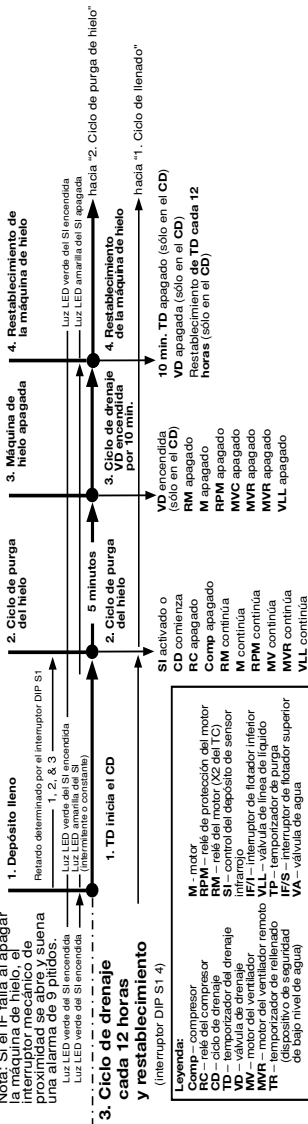 Nota: Si el IF falla al apagar
la máquina de hielo, el
interruptor mecánico de
proximidad se abre y suena
una alarma de 9 pitidos.
1. Depósito lleno
2. Ciclo de purga
del hielo
3. Máquina de
hielo apagada
4. Restablecimiento de
la máquina de hielo
Retardo determinado por el interruptor DIP S1
1, 2, & 3
Luz LED verde del SI encendida
Luz LED verde del SI encendida
Luz LED amarilla del SI
(intermitente o constante)
Luz LED verde del SI encendida
Luz LED amarilla del SI apagada
hacia "2. Ciclo de purga de hielo"
5 minutos
3. Ciclo de drenaje
cada 12 horas
y restablecimiento
(interruptor DIP S1 4)
1. TD inicia el CD
2. Ciclo de purga
del hielo
3. Ciclo de drenaje
VD encendida
por 10 min.
4. Restablecimiento
de la máquina de hielo
hacia "1. Ciclo de llenado"
SI activado o
CD comienza
RC apagado
Comp apagado
RM continúa
M continúa
RPM continúa
MV continúa
MVR continúa
VLL continúa
VD encendida
(sólo en el CD)
RM apagado
M apagado
RPM apagado
MVC apagado
MVR apagado
MVR apagado
VLL apagado
10 min. TD apagado (sólo en el CD)
VD apagada (sólo en el CD)
Restablecimiento de TD cada 12
horas (sólo en el CD)
Leyenda:
Comp – compresor
RC – relé del compresor
CD – ciclo de drenaje
TD – temporizador del drenaje
VD – válvula de drenaje
MV – motor del ventilador
MVR – motor del ventilador remoto
TR – temporizador de rellenado
(dispositivo de seguridad
de bajo nivel de agua)
M - motor
RPM – relé de protección del motor
RM – relé del motor (X2 del TC)
SI – control del depósito de sensor
infrarrojo
IF/I – interruptor de flotador inferior
VLL – válvula de línea de líquido
TP – temporizador de purga
IF/S – interruptor de flotador superior
VA – válvula de agua